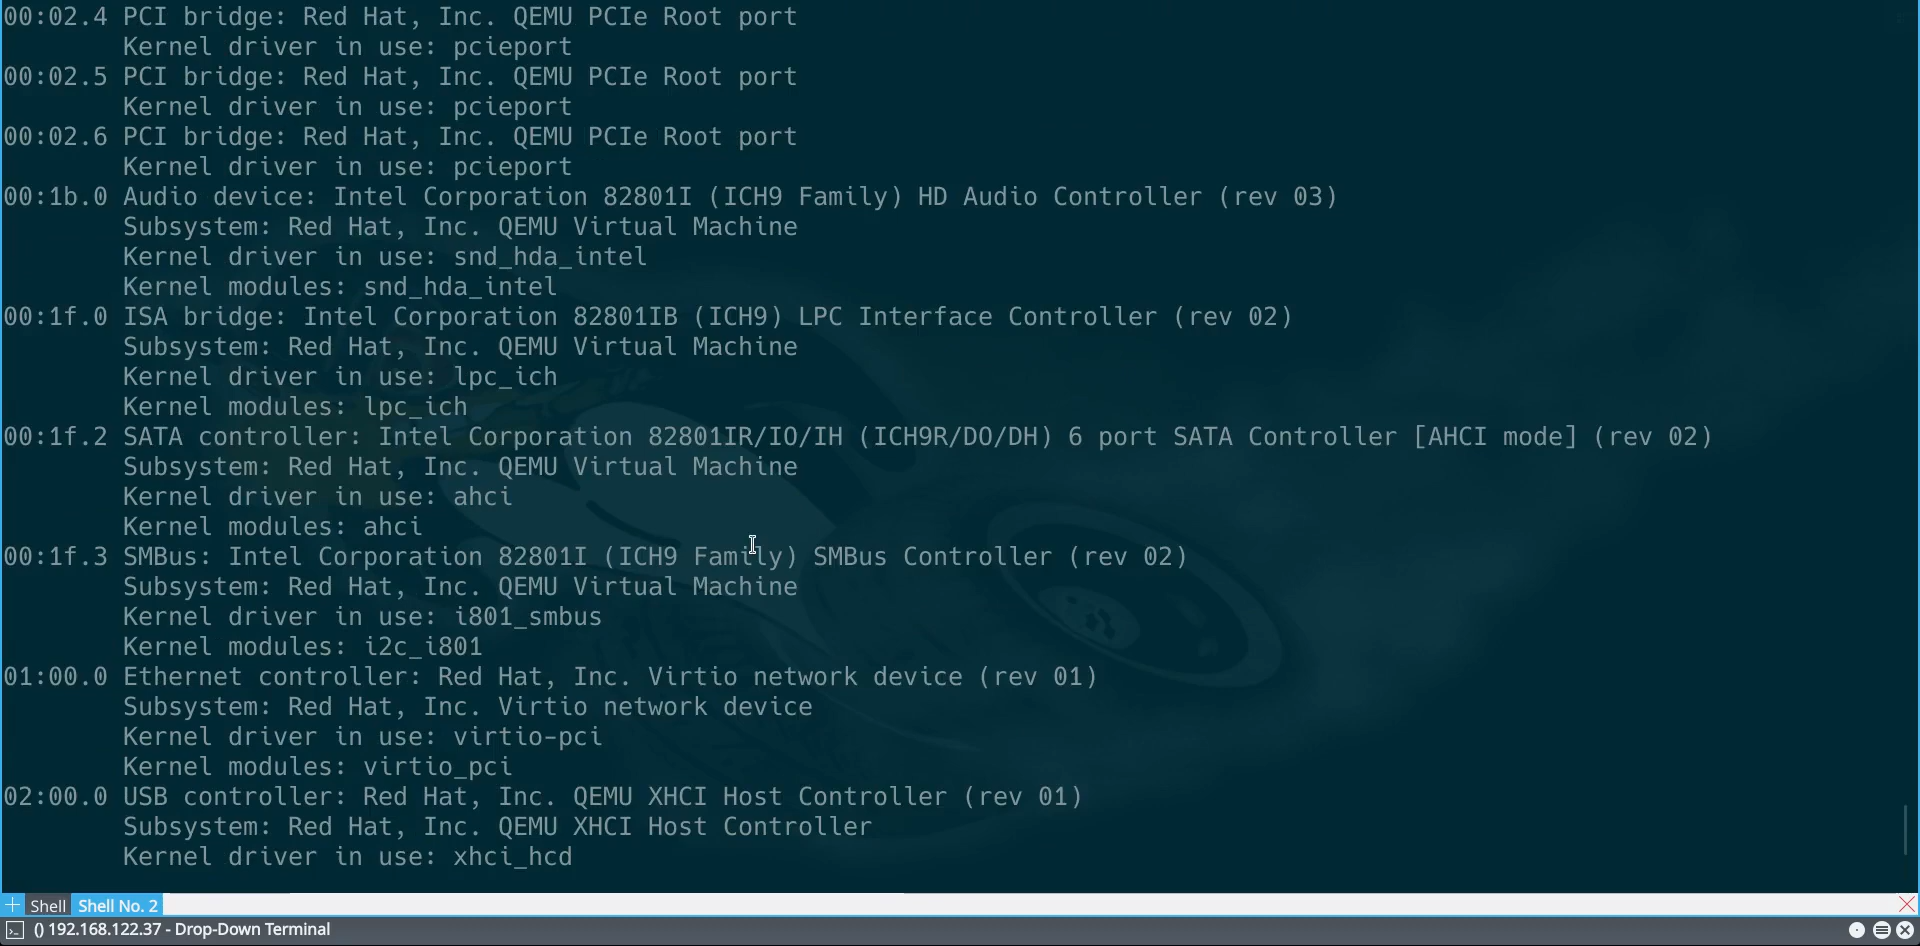 00:02.4 PCI bridge: Red Hat, Inc. QEMU PCIe Root port
        Kernel driver in use: pcieport
00:02.5 PCI bridge: Red Hat, Inc. QEMU PCIe Root port
        Kernel driver in use: pcieport
00:02.6 PCI bridge: Red Hat, Inc. QEMU PCIe Root port
        Kernel driver in use: pcieport
00:1b.0 Audio device: Intel Corporation 82801I (ICH9 Family) HD Audio Controller (rev 03)
        Subsystem: Red Hat, Inc. QEMU Virtual Machine
        Kernel driver in use: snd_hda_intel
        Kernel modules: snd_hda_intel
00:1f.0 ISA bridge: Intel Corporation 82801IB (ICH9) LPC Interface Controller (rev 02)
        Subsystem: Red Hat, Inc. QEMU Virtual Machine
        Kernel driver in use: lpc_ich
        Kernel modules: lpc_ich
00:1f.2 SATA controller: Intel Corporation 82801IR/IO/IH (ICH9R/DO/DH) 6 port SATA Controller [AHCI mode] (rev 02)
        Subsystem: Red Hat, Inc. QEMU Virtual Machine
        Kernel driver in use: ahci
        Kernel modules: ahci
00:1f.3 SMBus: Intel Corporation 82801I (ICH9 Family) SMBus Controller (rev 02)
        Subsystem: Red Hat, Inc. QEMU Virtual Machine
        Kernel driver in use: i801_smbus
        Kernel modules: i2c_i801
01:00.0 Ethernet controller: Red Hat, Inc. Virtio network device (rev 01)
        Subsystem: Red Hat, Inc. Virtio network device
        Kernel driver in use: virtio-pci
        Kernel modules: virtio_pci
02:00.0 USB controller: Red Hat, Inc. QEMU XHCI Host Controller (rev 01)
        Subsystem: Red Hat, Inc. QEMU XHCI Host Controller
        Kernel driver in use: xhci_hcd
Shell Shell No. 2
() 192.168.122.37 - Drop-Down Terminal